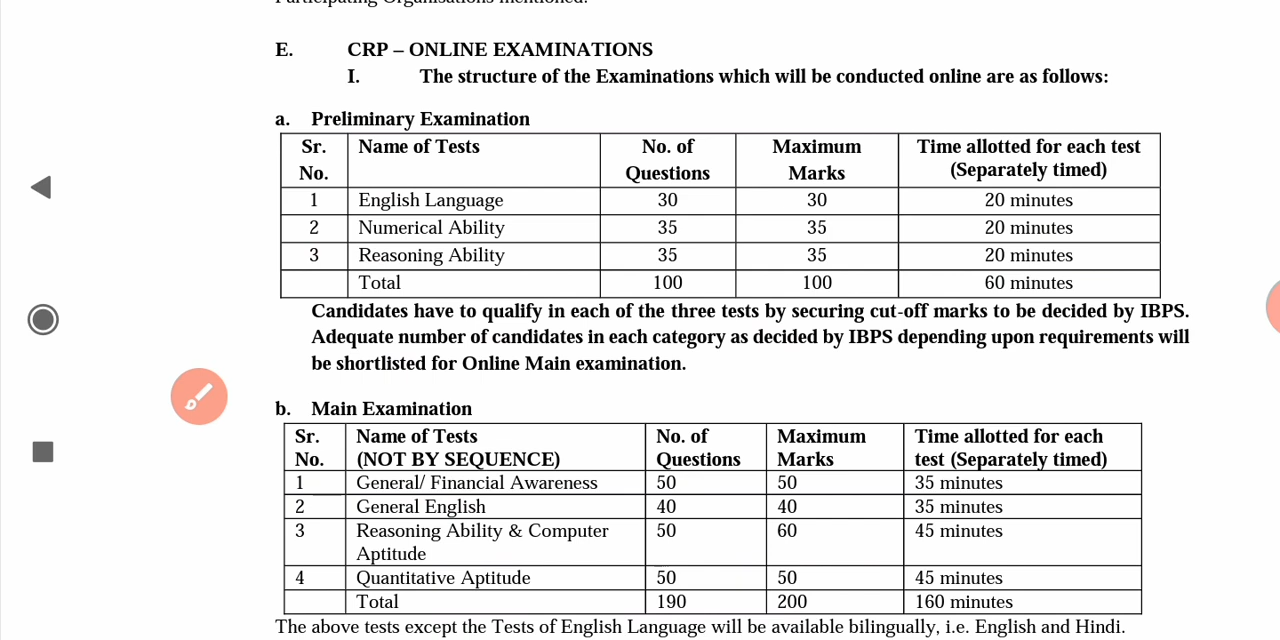 Participating Organisations mentioned.
E. CRP – ONLINE EXAMINATIONS
I. The structure of the Examinations which will be conducted online are as follows:
a. Preliminary Examination
Sr. No. Name of Tests No. of Questions Maximum Marks Time allotted for each test (Separately timed)
1 English Language 30 30 20 minutes
2 Numerical Ability 35 35 20 minutes
3 Reasoning Ability 35 35 20 minutes
Total 100 100 60 minutes
Candidates have to qualify in each of the three tests by securing cut-off marks to be decided by IBPS.
Adequate number of candidates in each category as decided by IBPS depending upon requirements will
be shortlisted for Online Main examination.
b. Main Examination
Sr. No. Name of Tests (NOT BY SEQUENCE) No. of Questions Maximum Marks Time allotted for each test (Separately timed)
1 General/ Financial Awareness 50 50 35 minutes
2 General English 40 40 35 minutes
3 Reasoning Ability & Computer Aptitude 50 60 45 minutes
4 Quantitative Aptitude 50 50 45 minutes
Total 190 200 160 minutes
The above tests except the Tests of English Language will be available bilingually, i.e. English and Hindi.